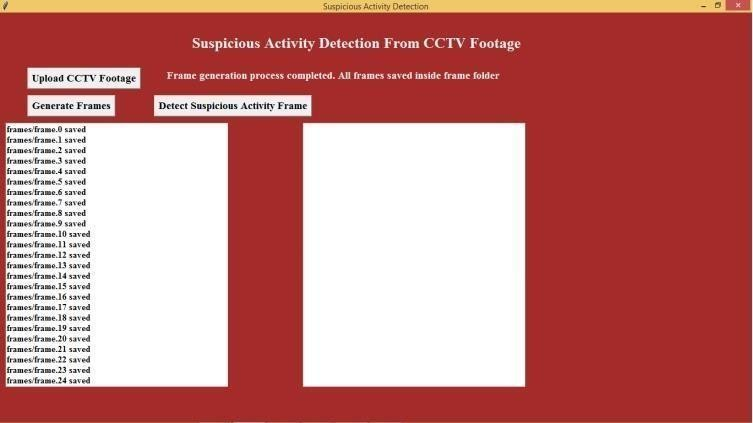 Suspicious Activity Detection
Suspicious Activity Detection From CCTV Footage
Upload CCTV Footage
Frame generation process completed. All frames saved inside frame folder
Generate Frames
Detect Suspicious Activity Frame
frames/frame.0 saved
frames/frame.1 saved
frames/frame.2 saved
frames/frame.3 saved
frames/frame.4 saved
frames/frame.5 saved
frames/frame.6 saved
frames/frame.7 saved
frames/frame.8 saved
frames/frame.9 saved
frames/frame.10 saved
frames/frame.11 saved
frames/frame.12 saved
frames/frame.13 saved
frames/frame.14 saved
frames/frame.15 saved
frames/frame.16 saved
frames/frame.17 saved
frames/frame.18 saved
frames/frame.19 saved
frames/frame.20 saved
frames/frame.21 saved
frames/frame.22 saved
frames/frame.23 saved
frames/frame.24 saved